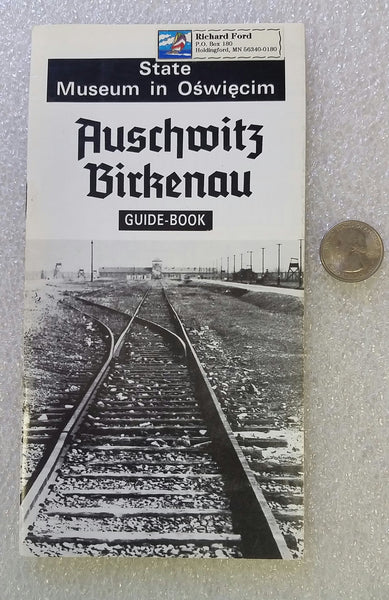 Richard Ford
P.O. Box 180
Holdingford, MN 56340-0180
State
Museum in Oświęcim
Auschwitz
Birkenau
GUIDE-BOOK